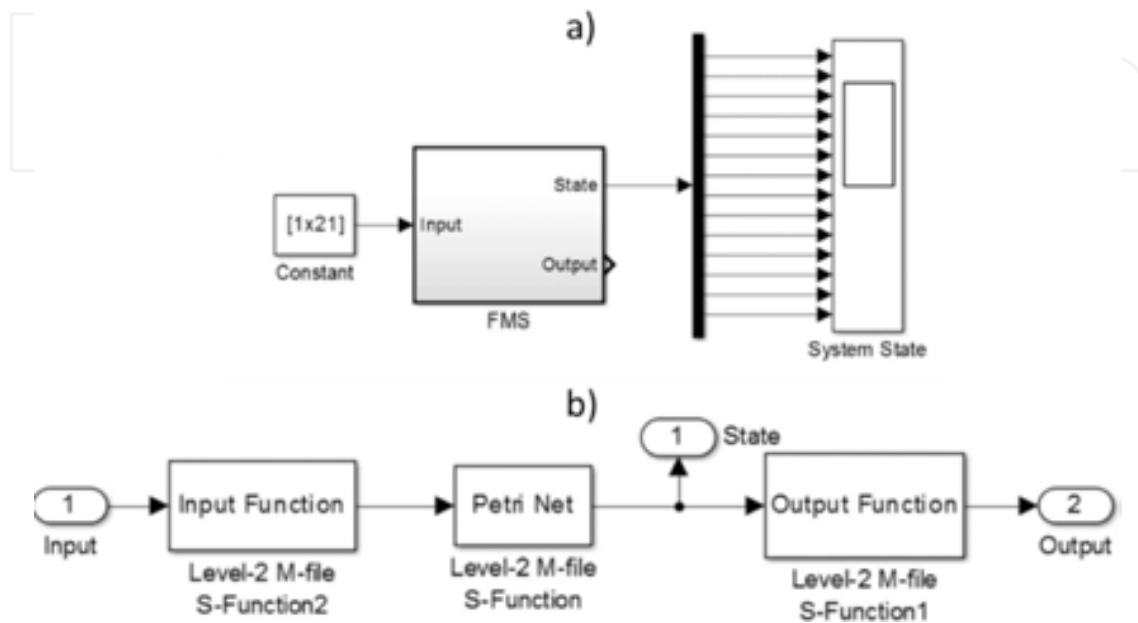 a)
State
[1x21]
Input
Constant
Output
FMS
System State
b)
1
State
1
Input Function
Petri Net
Output Function
2
Input
Output
Level-2 M-file
S-Function2
Level-2 M-file
S-Function
Level-2 M-file
S-Function1